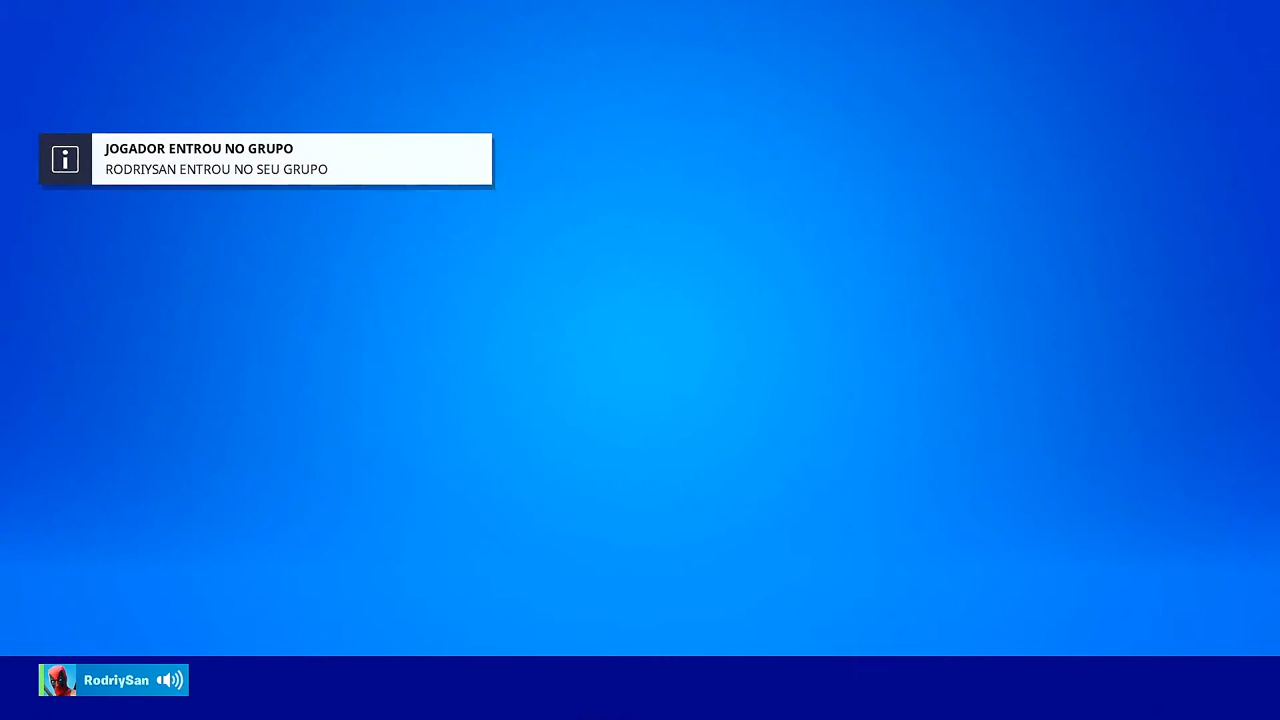 JOGADOR ENTROU NO GRUPO
RODRIYSAN ENTROU NO SEU GRUPO
RodriySan